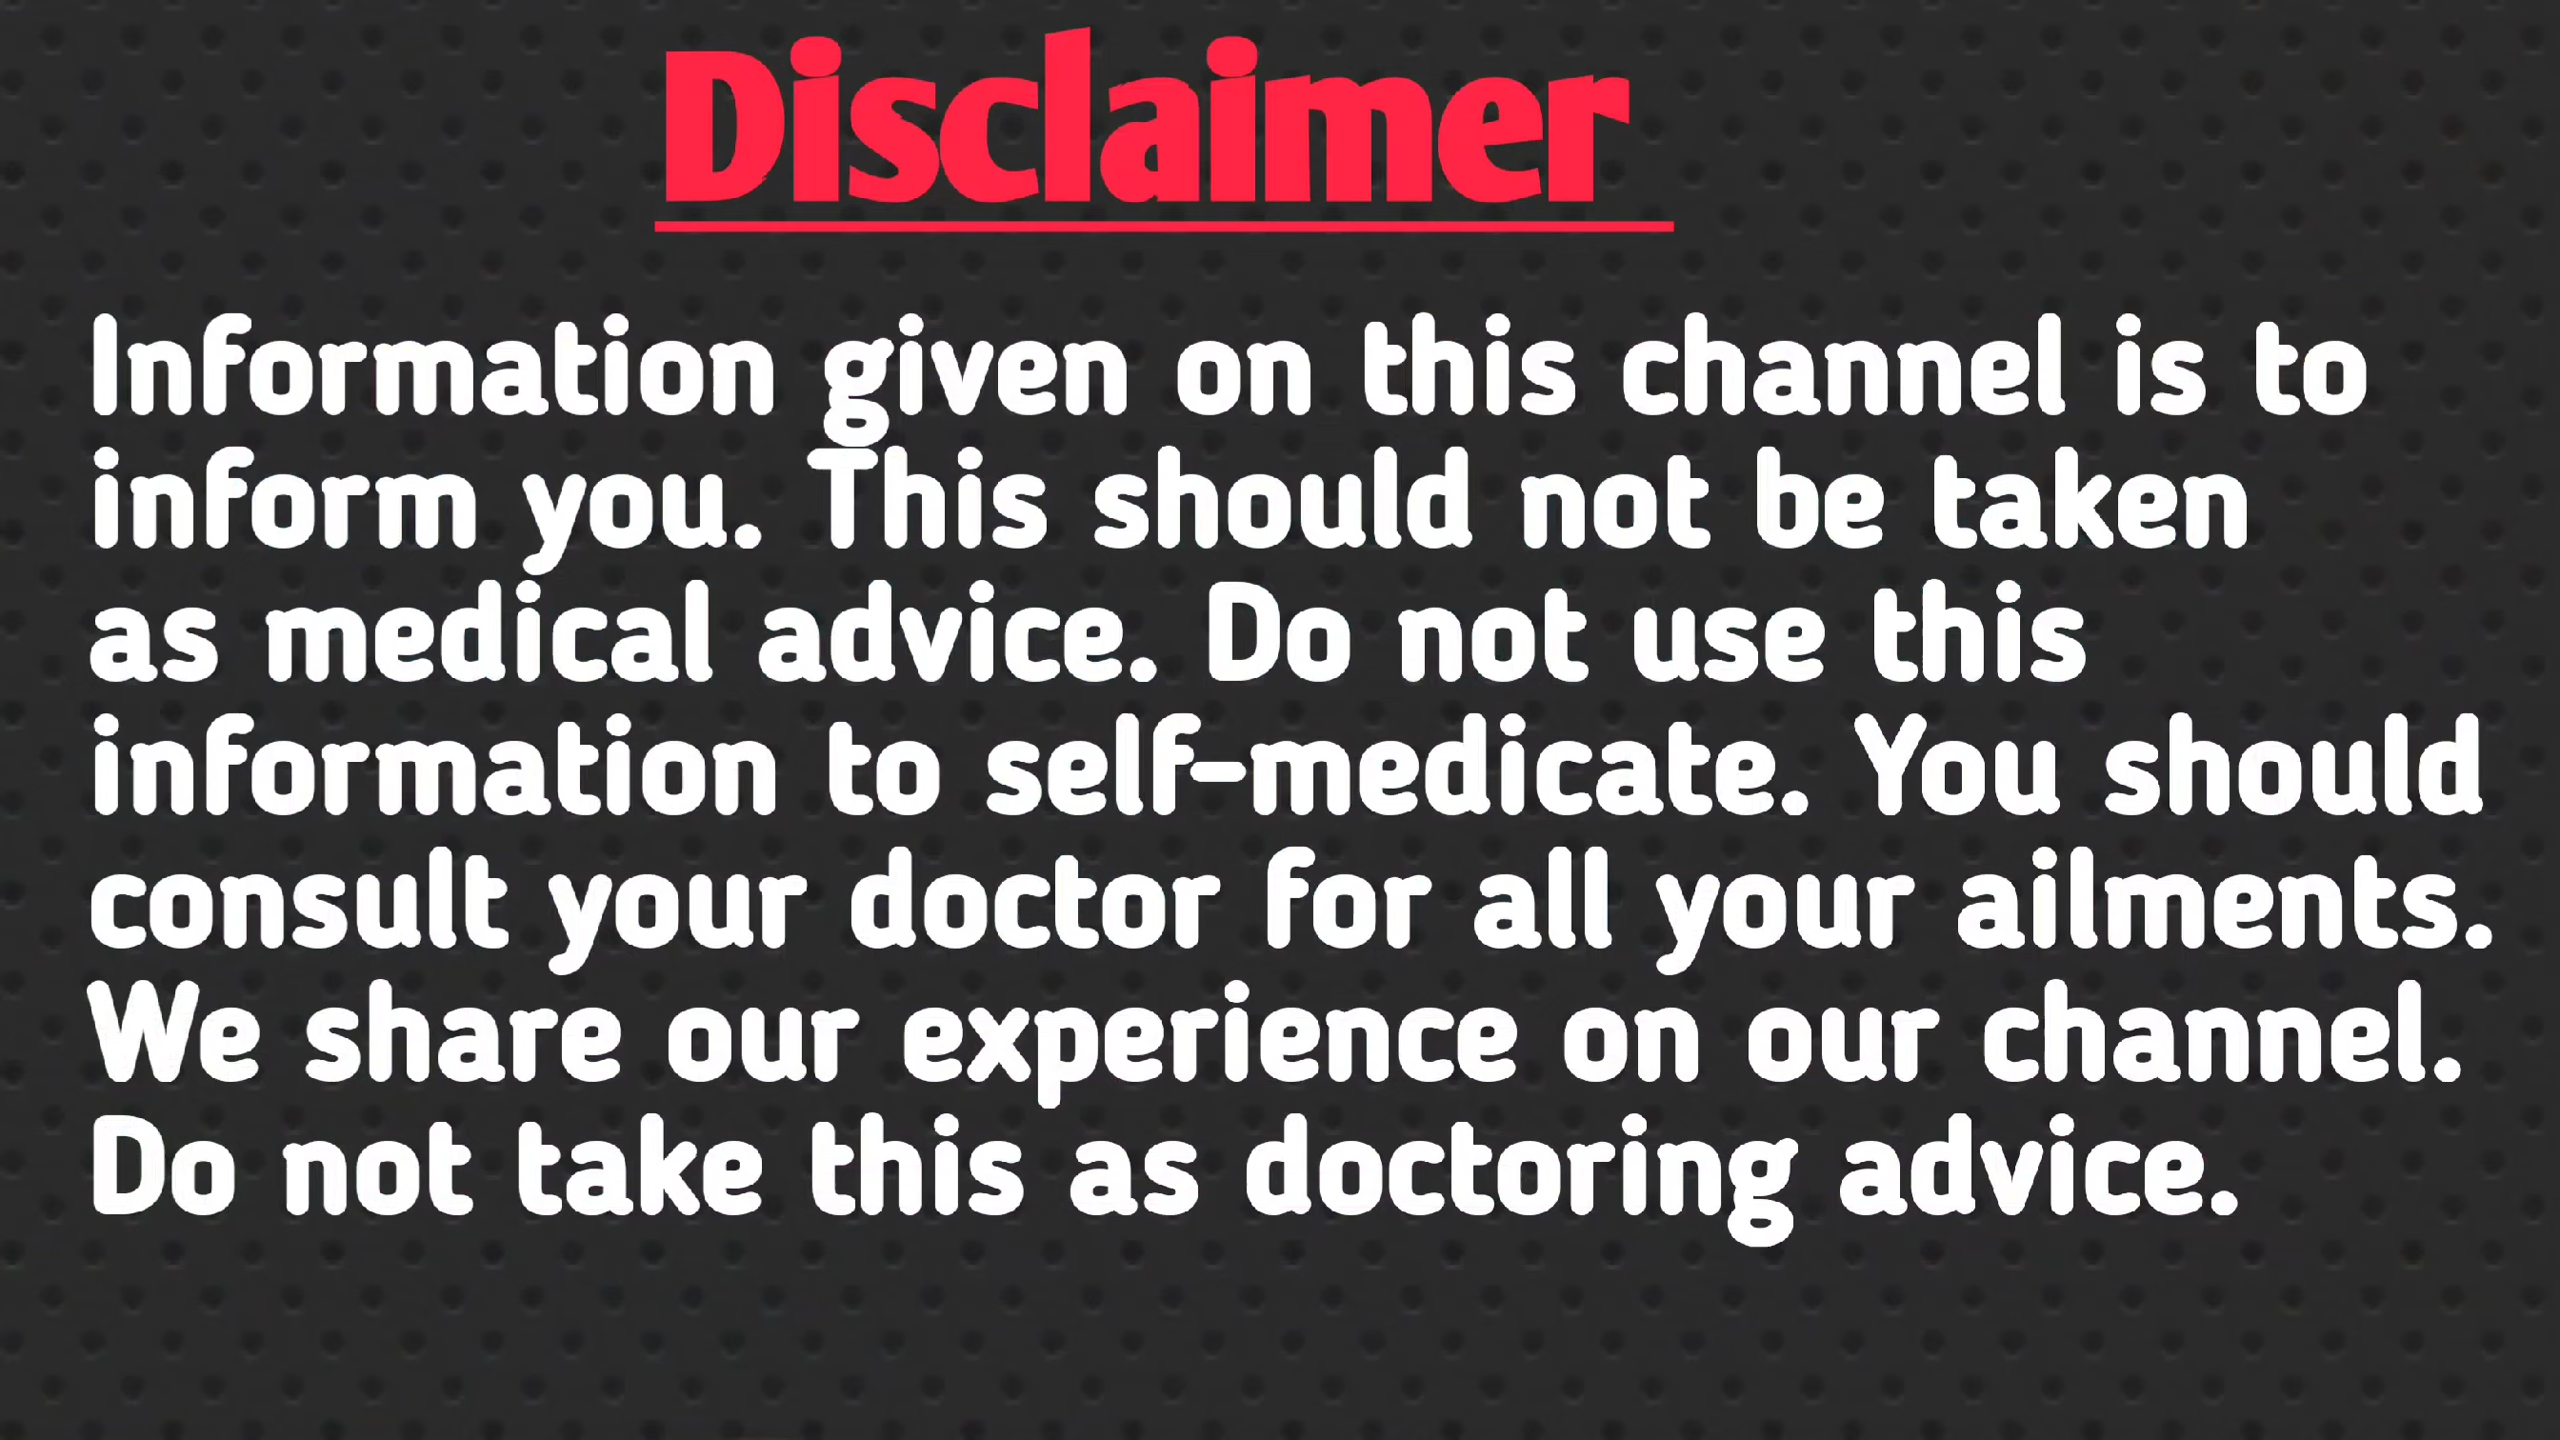 Disclaimer
Information given on this channel is to
inform you. This should not be taken
as medical advice. Do not use this
information to self-medicate. You should
consult your doctor for all your ailments.
We share our experience on our channel.
Do not take this as doctoring advice.